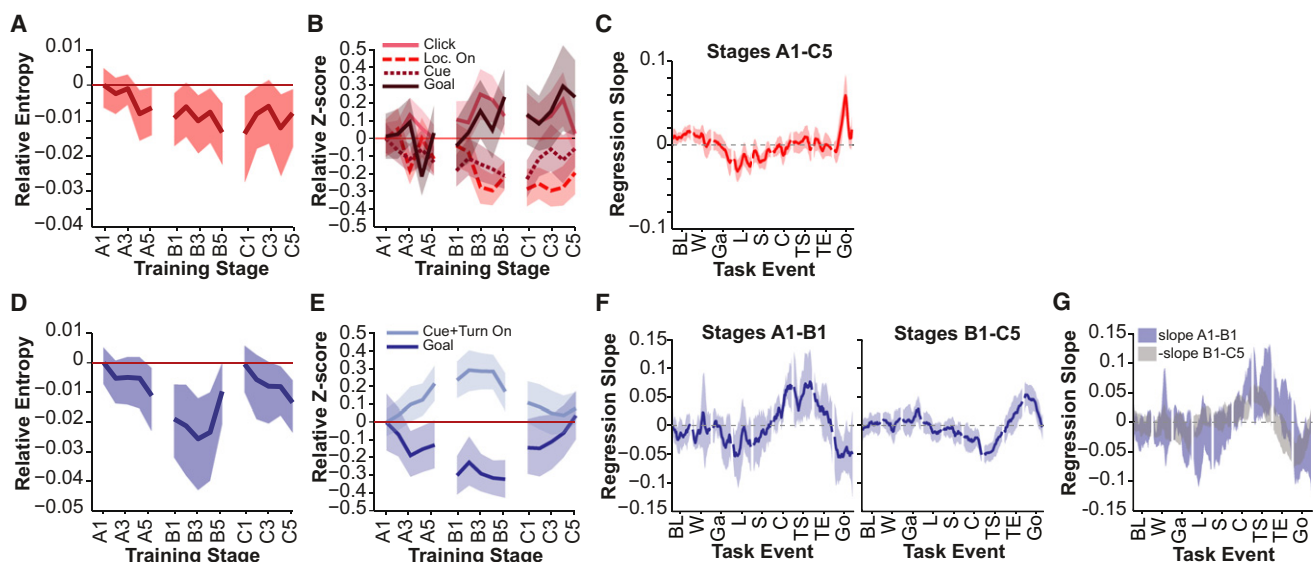 A
Relative Entropy
0.01
0
−0.01
−0.02
−0.03
−0.04
A1
A3
A5
B1
B3
B5
C1
C3
C5
Training Stage
B
Relative Z-score
0.5
0.4
0.3
0.2
0.1
0
−0.1
−0.2
−0.3
−0.4
−0.5
Click
Loc. On
Cue
Goal
A1
A3
A5
B1
B3
B5
C1
C3
C5
Training Stage
C
Stages A1-C5
Regression Slope
0.1
0
−0.1
BL
W
Ga
L
S
C
TS
TE
Go
Task Event
D
Relative Entropy
0.01
0
−0.01
−0.02
−0.03
−0.04
−0.05
A1
A3
A5
B1
B3
B5
C1
C3
C5
Training Stage
E
Relative Z-score
0.5
0.4
0.3
0.2
0.1
0
−0.1
−0.2
−0.3
−0.4
−0.5
Cue+Turn On
Goal
A1
A3
A5
B1
B3
B5
C1
C3
C5
Training Stage
F
Stages A1-B1
Regression Slope
0.15
0.1
0.05
0
−0.05
−0.1
−0.15
BL
W
Ga
L
S
C
TS
TE
Go
Task Event
Stages B1-C5
BL
W
Ga
L
S
C
TS
TE
Go
Task Event
G
Regression Slope
0.15
0.1
0.05
0
−0.05
−0.1
−0.15
slope A1-B1
-slope B1-C5
BL
W
Ga
L
S
C
TS
TE
Go
Task Event